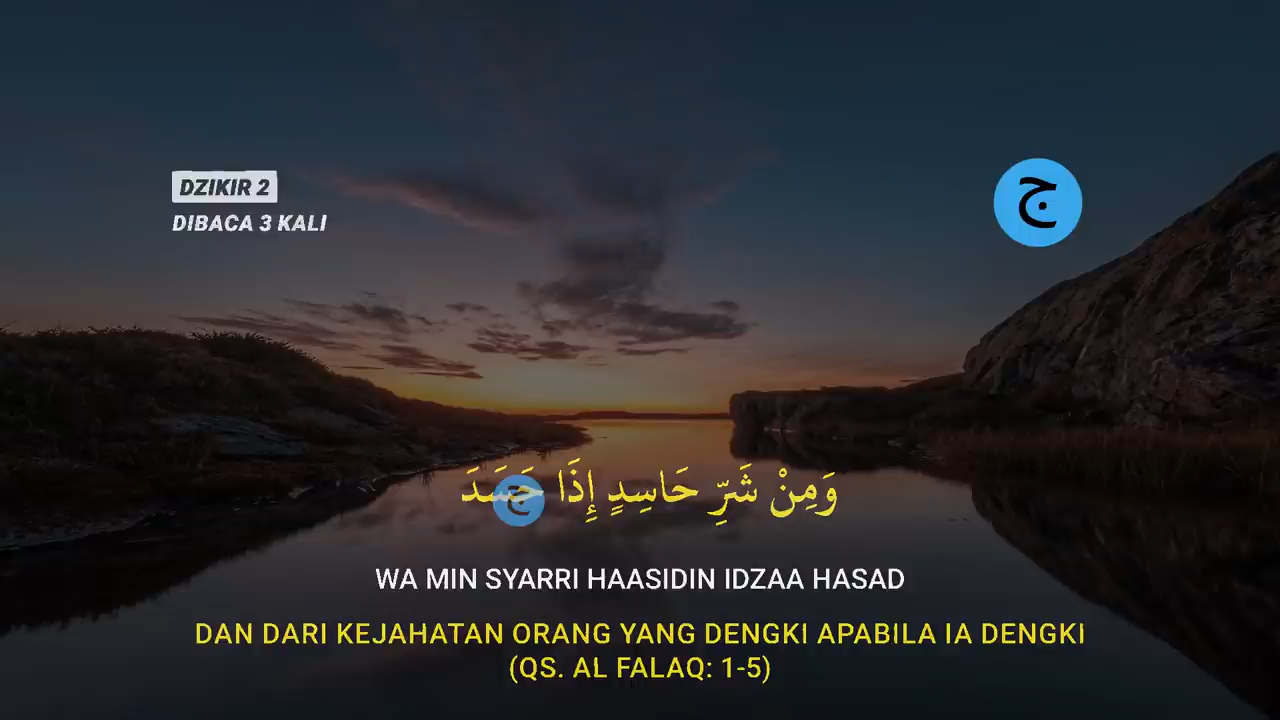 DZIKIR 2
DIBACA 3 KALI
ج
وَمِنْ شَرِّ حَاسِدٍ إِذَا حَسَدَ
ج
WA MIN SYARRI HAASIDIN IDZAA HASAD
DAN DARI KEJAHATAN ORANG YANG DENGKI APABILA IA DENGKI
(QS. AL FALAQ: 1-5)